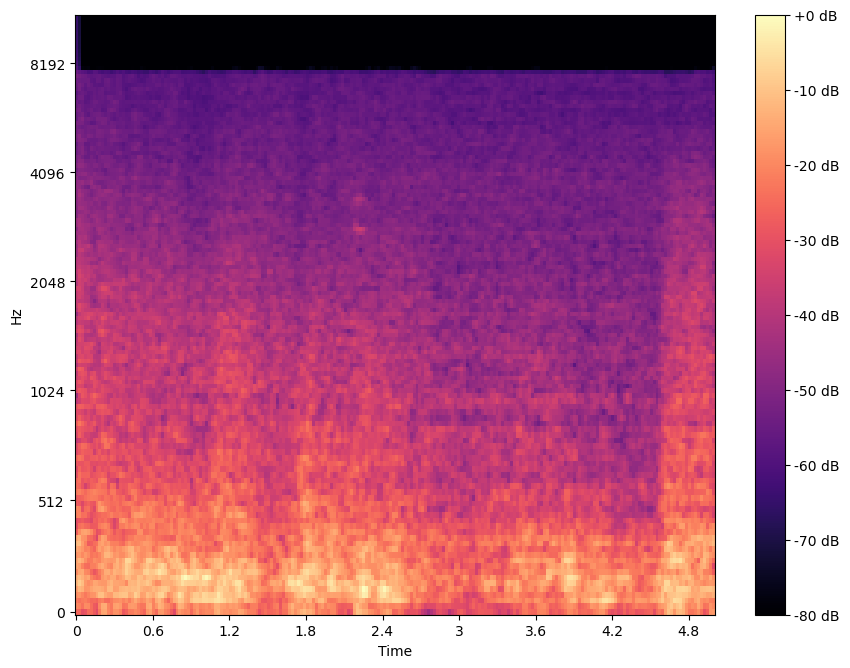 +0 dB
8192
-10 dB
4096
-20 dB
-30 dB
2048
Hz
-40 dB
1024
-50 dB
512
-60 dB
-70 dB
0
-80 dB
0 0.6 1.2 1.8 2.4 3 3.6 4.2 4.8
Time